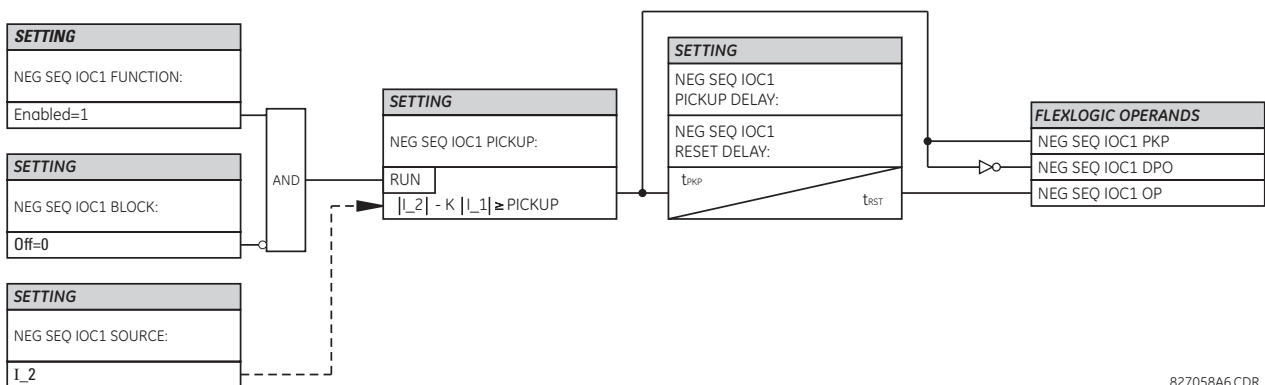 SETTING
NEG SEQ IOC1 FUNCTION:
Enabled=1
SETTING
NEG SEQ IOC1 BLOCK:
Off=0
SETTING
NEG SEQ IOC1 SOURCE:
I_2
AND
SETTING
NEG SEQ IOC1 PICKUP:
RUN
|I_2| - K |I_1| ≥ PICKUP
SETTING
NEG SEQ IOC1
PICKUP DELAY:
NEG SEQ IOC1
RESET DELAY:
tPKP
tRST
FLEXLOGIC OPERANDS
NEG SEQ IOC1 PKP
NEG SEQ IOC1 DPO
NEG SEQ IOC1 OP
827058A6.CDR